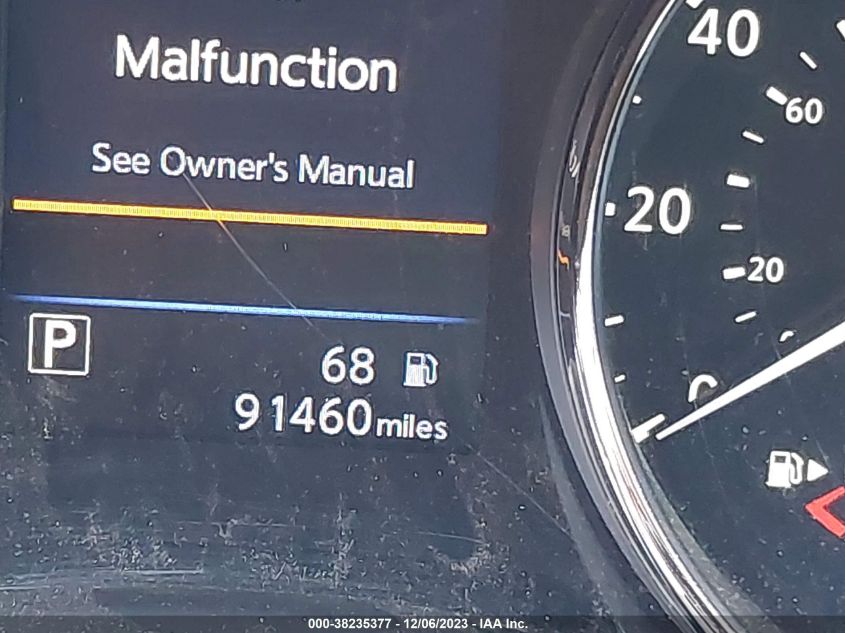 Malfunction
See Owner's Manual
P
68
91460 miles
40
60
20
20
000-38235377 - 12/06/2023 - IAA Inc.